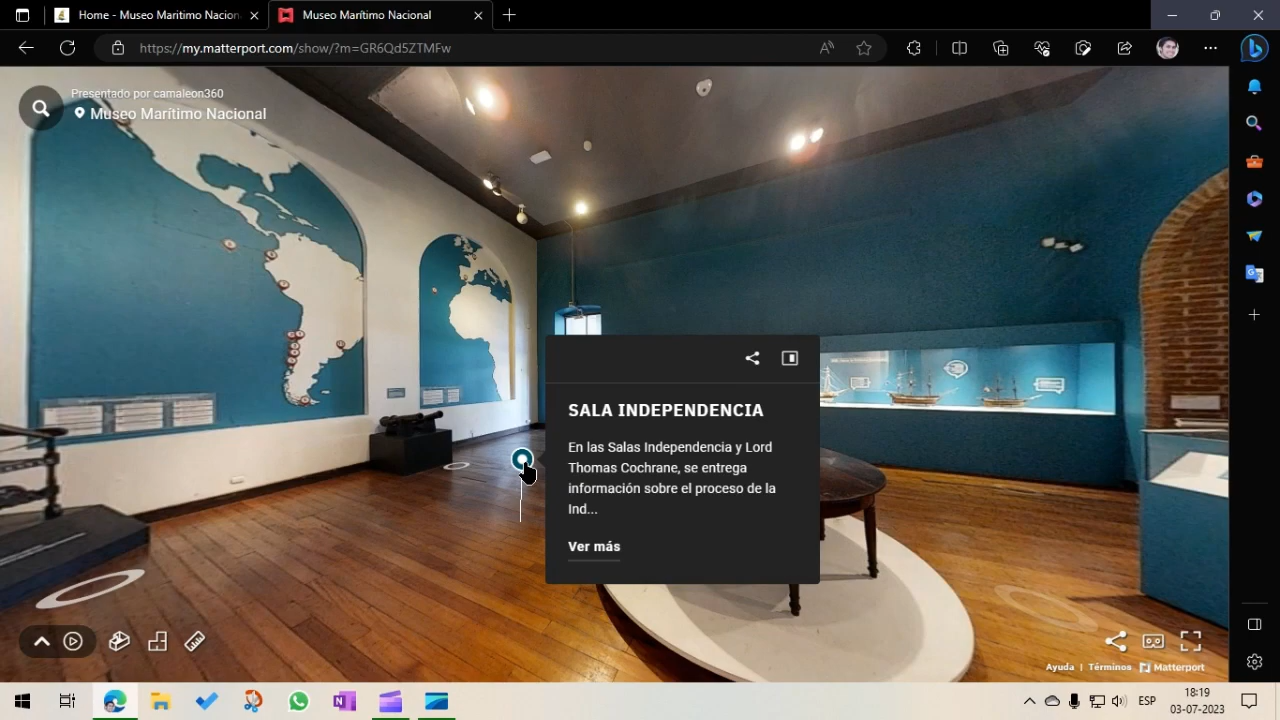 Home - Museo Maritimo Nacion
Museo Marítimo Nacional
https://my.matterport.com/show/?m=GR6Qd5ZTMFw
Presentado por camaleon360
Museo Marítimo Nacional
SALA INDEPENDENCIA
En las Salas Independencia y Lord
Thomas Cochrane, se entrega
información sobre el proceso de la
Ind...
Ver más
Ayuda | Términos Matterport
ESP
18:19
03-07-2023